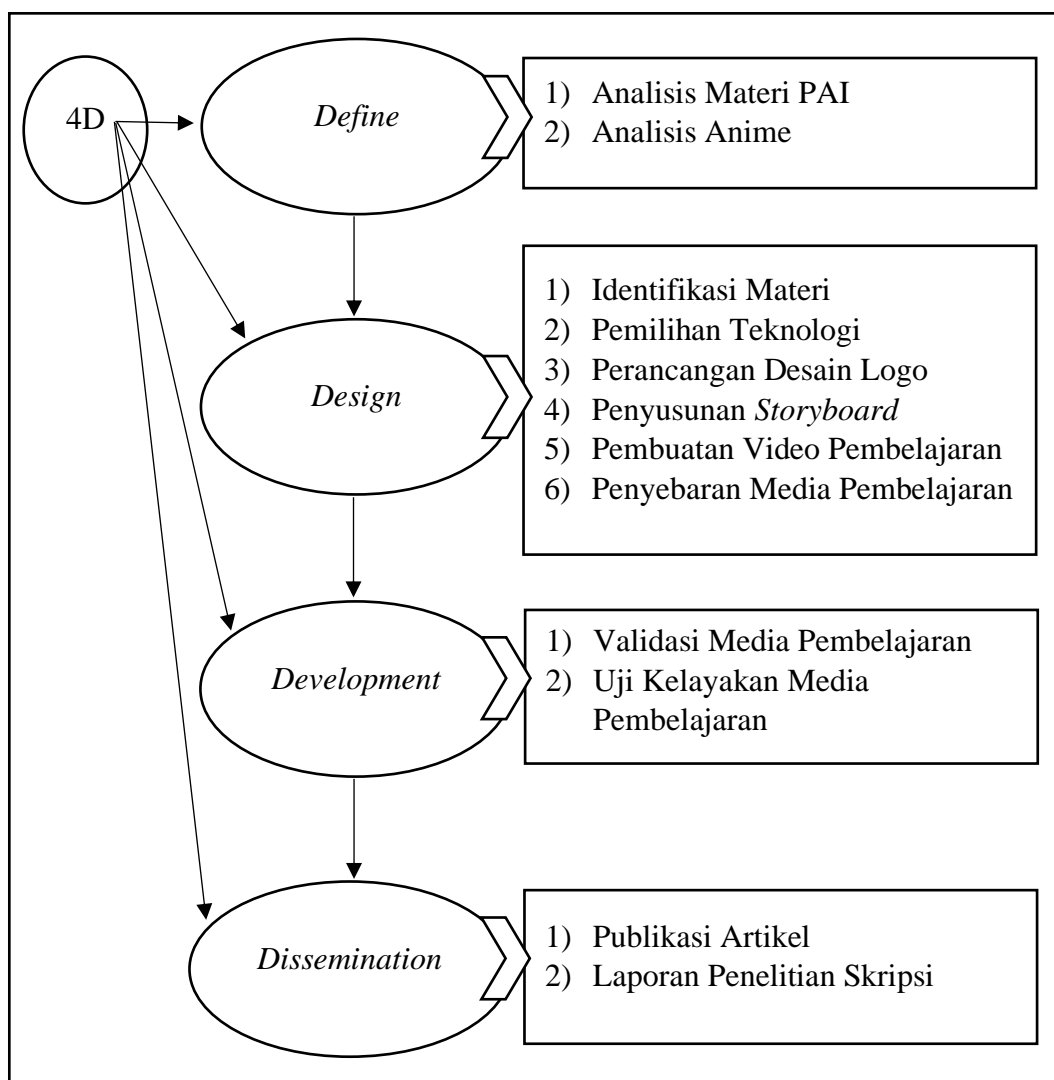 4D
Define
1) Analisis Materi PAI
2) Analisis Anime
Design
1) Identifikasi Materi
2) Pemilihan Teknologi
3) Perancangan Desain Logo
4) Penyusunan Storyboard
5) Pembuatan Video Pembelajaran
6) Penyebaran Media Pembelajaran
Development
1) Validasi Media Pembelajaran
2) Uji Kelayakan Media
Pembelajaran
Dissemination
1) Publikasi Artikel
2) Laporan Penelitian Skripsi